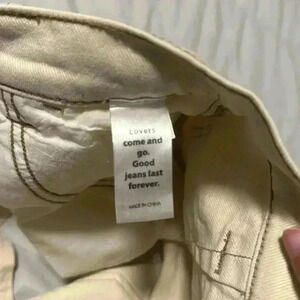 Lovers
come and
go.
Good
jeans last
forever.
MADE IN CHINA